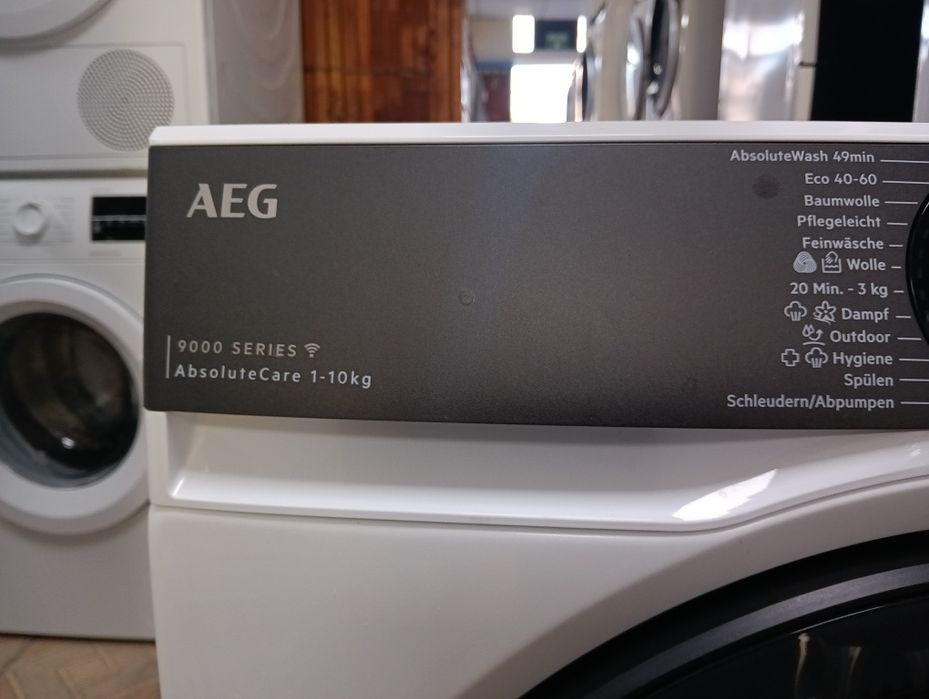 AEG
9000 SERIES
AbsoluteCare 1-10kg
AbsoluteWash 49min
Eco 40-60
Baumwolle
Pflegeleicht
Feinwäsche
Wolle
20 Min. - 3 kg
Dampf
Outdoor
Hygiene
Spülen
Schleudern/Abpumpen